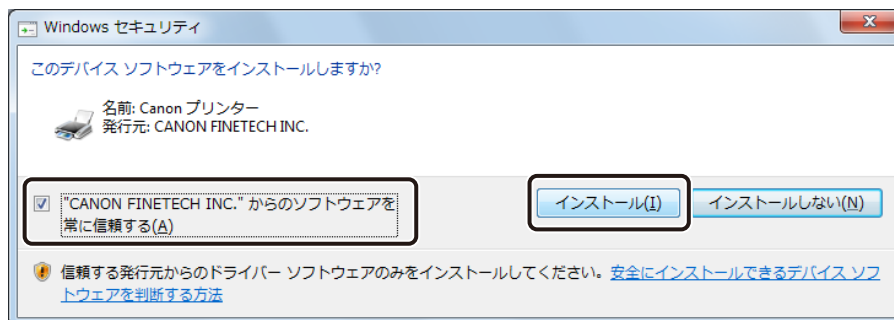 Windows セキュリティ
このデバイス ソフトウェアをインストールしますか?
名前: Canon プリンター
発行元: CANON FINETECH INC.
"CANON FINETECH INC." からのソフトウェアを
常に信頼する(A)
インストール(I)
インストールしない(N)
信頼する発行元からのドライバー ソフトウェアのみをインストールしてください。安全にインストールできるデバイス ソフ
トウェアを判断する方法